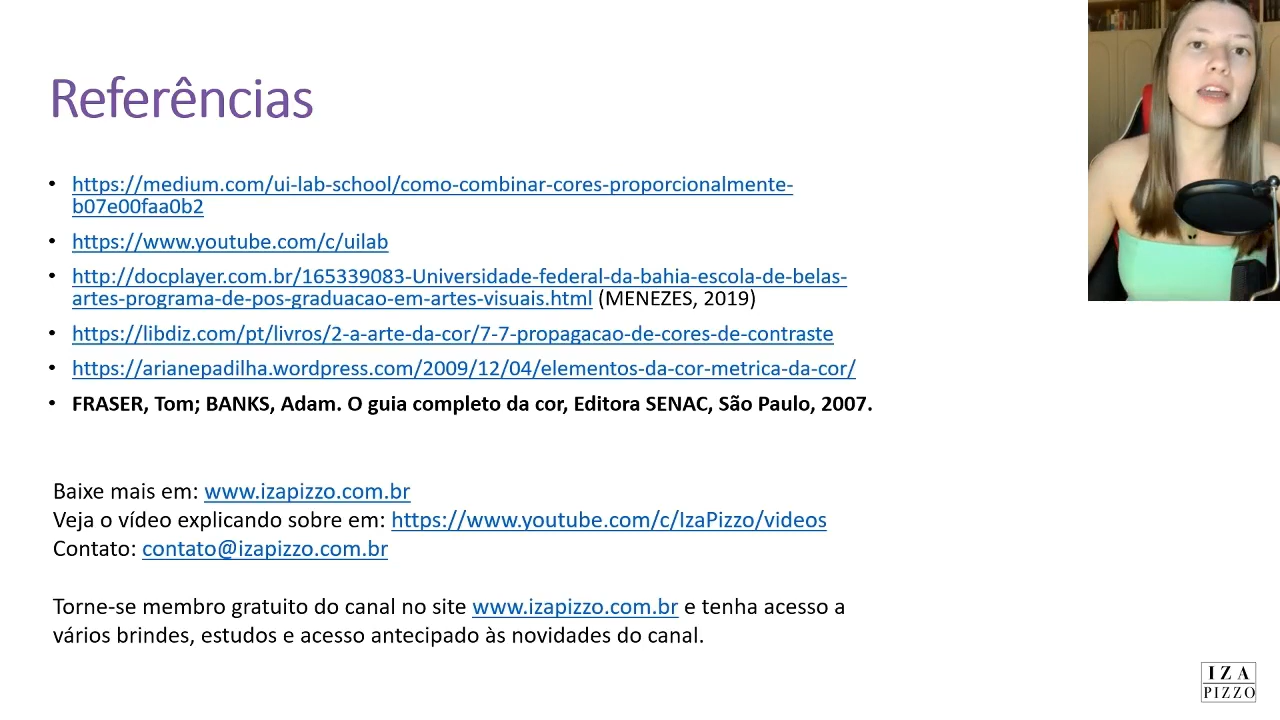 Referências
• https://medium.com/ui-lab-school/como-combinar-cores-proporcionalmente-
b07e00faa0b2
• https://www.youtube.com/c/uilab
• http://docplayer.com.br/165339083-Universidade-federal-da-bahia-escola-de-belas-
artes-programa-de-pos-graduacao-em-artes-visuais.html (MENEZES, 2019)
• https://libdiz.com/pt/livros/2-a-arte-da-cor/7-7-propagacao-de-cores-de-contraste
• https://arianepadilha.wordpress.com/2009/12/04/elementos-da-cor-metrica-da-cor/
• FRASER, Tom; BANKS, Adam. O guia completo da cor, Editora SENAC, São Paulo, 2007.
Baixe mais em: www.izapizzo.com.br
Veja o vídeo explicando sobre em: https://www.youtube.com/c/IzaPizzo/videos
Contato: contato@izapizzo.com.br
Torne-se membro gratuito do canal no site www.izapizzo.com.br e tenha acesso a
vários brindes, estudos e acesso antecipado às novidades do canal.
IZA
PIZZO